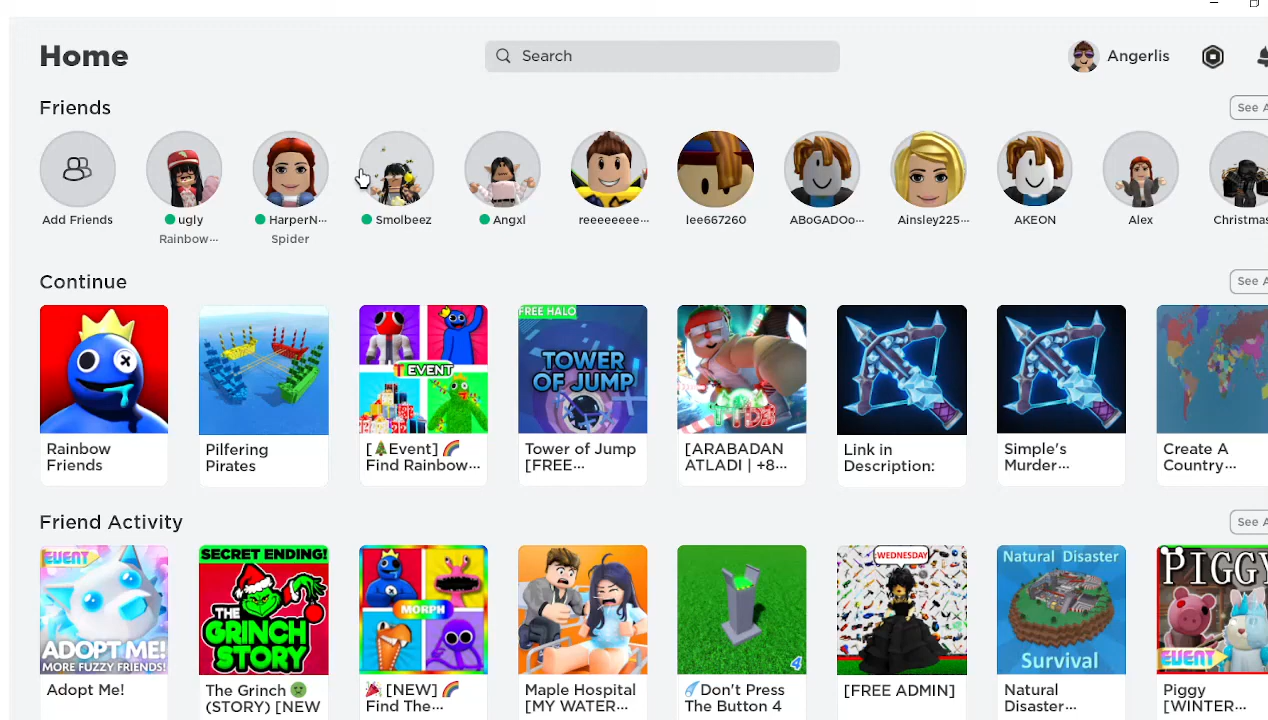 Home
Search
Angerlis
Friends
See A
Add Friends
ugly
HarperN...
Smolbeez
Angxl
reeeeeeee...
lee667260
ABoGADOo...
Ainsley225...
AKEON
Alex
Christmas
Rainbow...
Spider
Continue
See A
EVENT
FREE HALO
TOWER
OF JUMP
TTD3
Rainbow
Friends
Pilfering
Pirates
[🎄Event] 🌈
Find Rainbow...
Tower of Jump
[FREE...
[ARABADAN
ATLADI | +8...
Link in
Description:
Simple's
Murder...
Create A
Country...
Friend Activity
See A
EVENT
ADOPT ME!
MORE FUZZY FRIENDS!
SECRET ENDING!
THE
GRINCH
STORY
MORPH
4
WEDNESDAY
Natural Disaster
Survival
PIGGY
EVENT
Adopt Me!
The Grinch 🤢
(STORY) [NEW
🎉 [NEW] 🌈
Find The...
Maple Hospital
[MY WATER...
Don't Press
The Button 4
[FREE ADMIN]
Natural
Disaster...
Piggy
[WINTER...